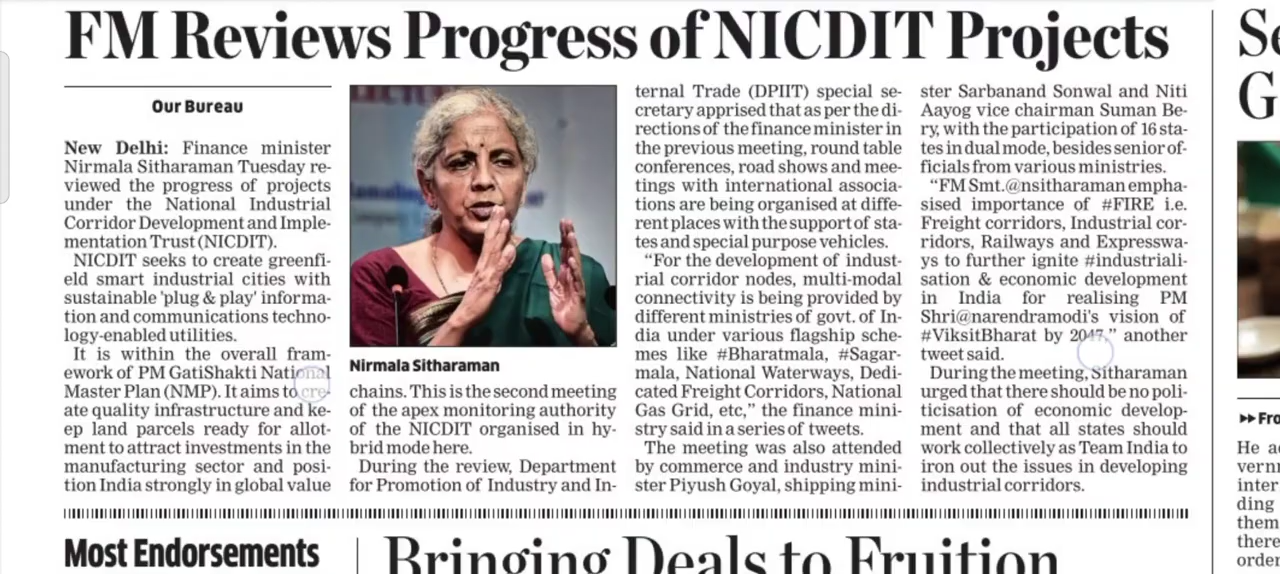 FM Reviews Progress of NICDIT Projects
Our Bureau
New Delhi: Finance minister
Nirmala Sitharaman Tuesday re-
viewed the progress of projects
under the National Industrial
Corridor Development and Imple-
mentation Trust (NICDIT).
NICDIT seeks to create greenfi-
eld smart industrial cities with
sustainable 'plug & play' informa-
tion and communications techno-
logy-enabled utilities.
It is within the overall fram-
ework of PM GatiShakti National
Master Plan (NMP). It aims to cre-
ate quality infrastructure and ke-
ep land parcels ready for allot-
ment to attract investments in the
manufacturing sector and posi-
tion India strongly in global value
Nirmala Sitharaman
chains. This is the second meeting
of the apex monitoring authority
of the NICDIT organised in hy-
brid mode here.
During the review, Department
for Promotion of Industry and In-
ternal Trade (DPIIT) special se-
cretary apprised that as per the di-
rections of the finance minister in
the previous meeting, round table
conferences, road shows and mee-
tings with international associa-
tions are being organised at diffe-
rent places with the support of sta-
tes and special purpose vehicles.
"For the development of indust-
rial corridor nodes, multi-modal
connectivity is being provided by
different ministries of govt. of In-
dia under various flagship sche-
mes like #Bharatmala, #Sagar-
mala, National Waterways, Dedi-
cated Freight Corridors, National
Gas Grid, etc," the finance mini-
stry said in a series of tweets.
The meeting was also attended
by commerce and industry mini-
ster Piyush Goyal, shipping mini-
ster Sarbanand Sonwal and Niti
Aayog vice chairman Suman Be-
ry, with the participation of 16 sta-
tes in dual mode, besides senior of-
ficials from various ministries.
"FM Smt.@nsitharaman empha-
sised importance of #FIRE i.e.
Freight corridors, Industrial cor-
ridors, Railways and Expresswa-
ys to further ignite #industriali-
sation & economic development
in India for realising PM
Shri@narendramodi's vision of
#ViksitBharat by 2047," another
tweet said.
During the meeting, Sitharaman
urged that there should be no poli-
ticisation of economic develop-
ment and that all states should
work collectively as Team India to
iron out the issues in developing
industrial corridors.
Most Endorsements
Bringing Deals to Fruition
Se
G
▸▸ Fro
He a
vern
inter
ding
them
there
order